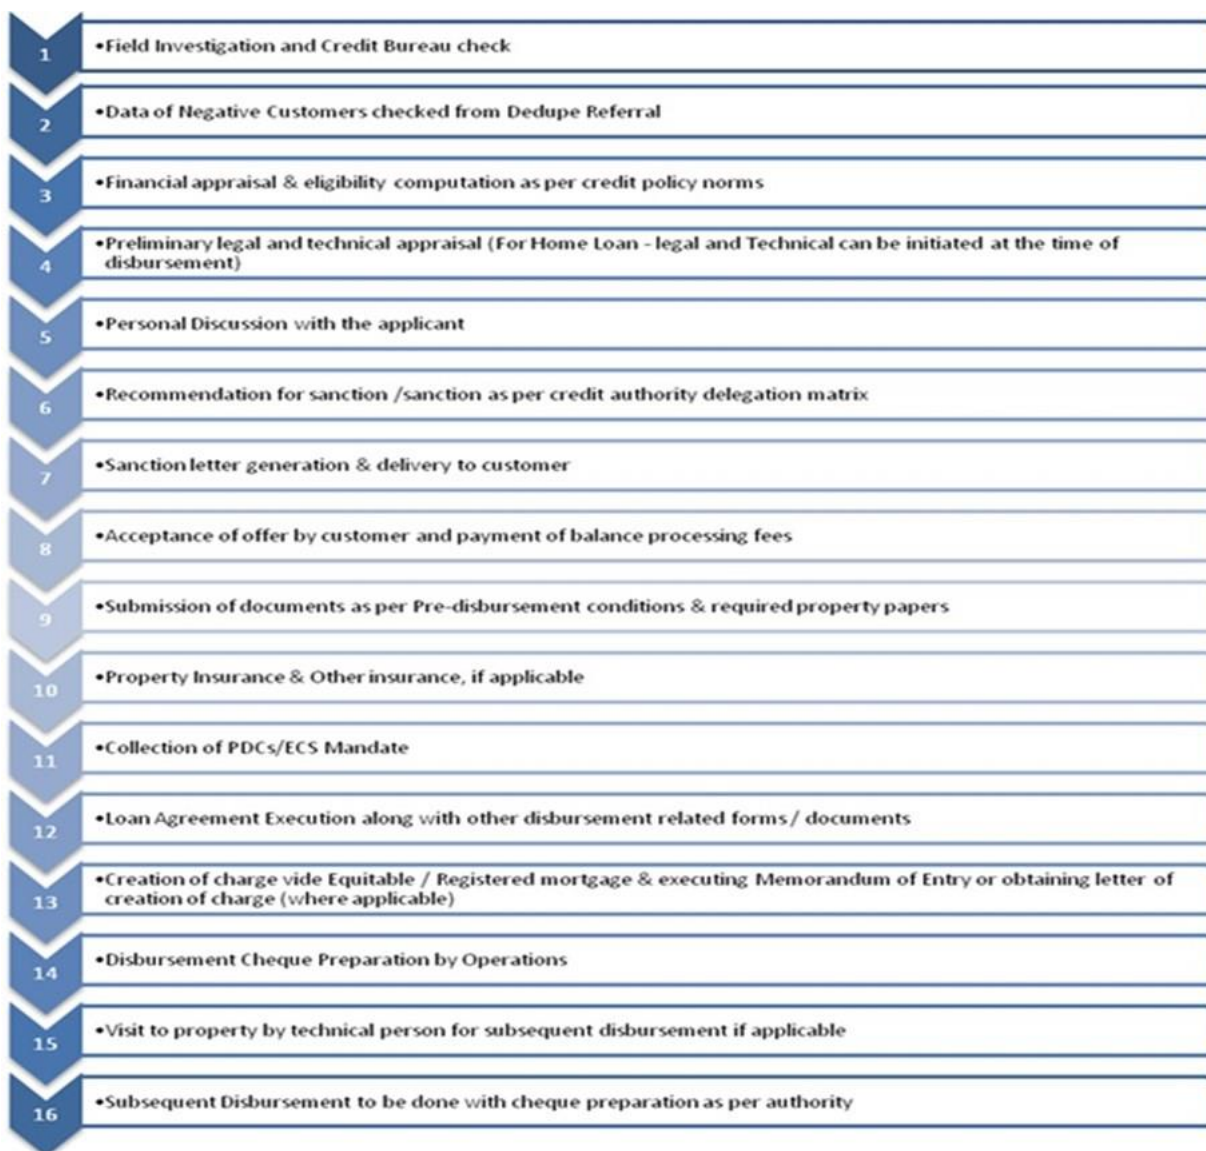 1
•Field Investigation and Credit Bureau check
2
•Data of Negative Customers checked from Dedupe Referral
3
•Financial appraisal & eligibility computation as per credit policy norms
4
•Preliminary legal and technical appraisal (For Home Loan - legal and Technical can be initiated at the time of
disbursement)
5
•Personal Discussion with the applicant
6
•Recommendation for sanction /sanction as per credit authority delegation matrix
7
•Sanction letter generation & delivery to customer
8
•Acceptance of offer by customer and payment of balance processing fees
9
•Submission of documents as per Pre-disbursement conditions & required property papers
10
•Property Insurance & Other insurance, if applicable
11
•Collection of PDCs/ECS Mandate
12
•Loan Agreement Execution along with other disbursement related forms / documents
13
•Creation of charge vide Equitable / Registered mortgage & executing Memorandum of Entry or obtaining letter of
creation of charge (where applicable)
14
•Disbursement Cheque Preparation by Operations
15
•Visit to property by technical person for subsequent disbursement if applicable
16
•Subsequent Disbursement to be done with cheque preparation as per authority